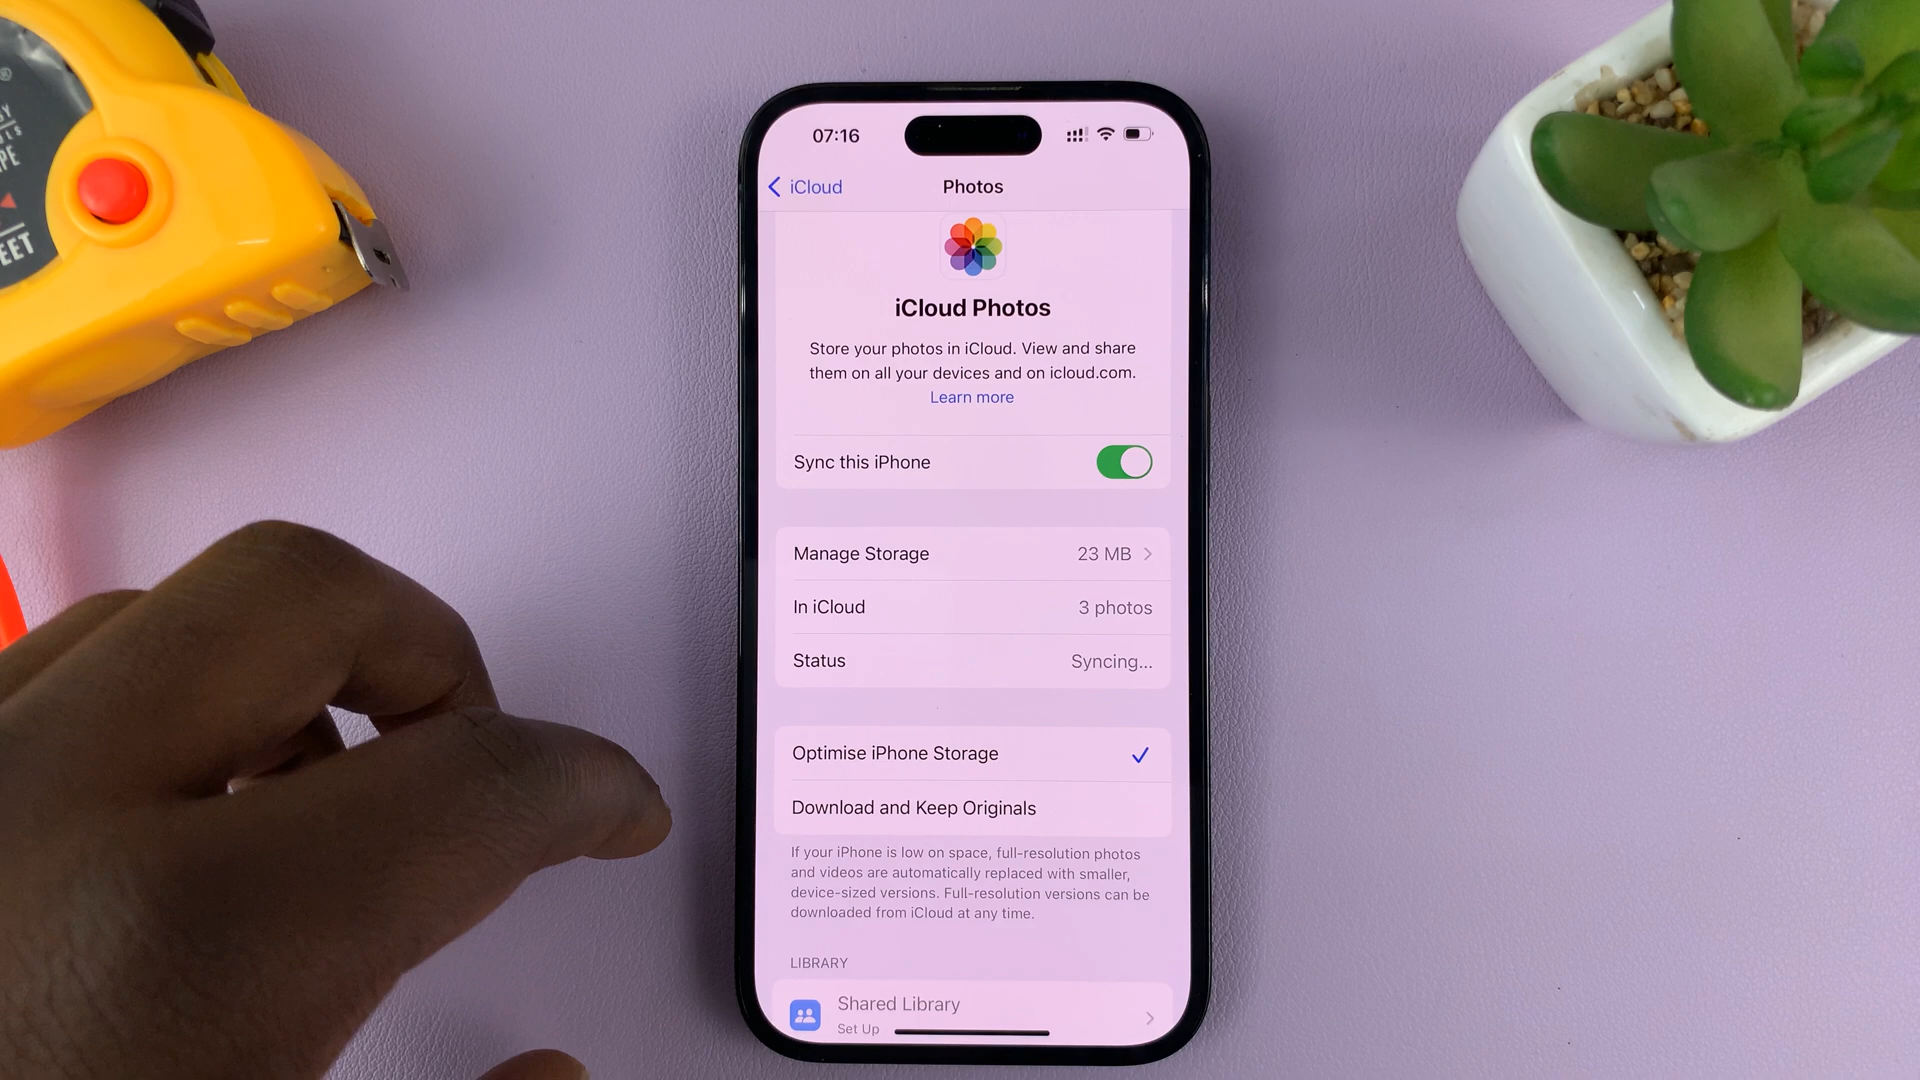 07:16
iCloud
Photos
iCloud Photos
Store your photos in iCloud. View and share
them on all your devices and on icloud.com.
Learn more
Sync this iPhone
Manage Storage 23 MB
In iCloud 3 photos
Status Syncing...
Optimise iPhone Storage
Download and Keep Originals
If your iPhone is low on space, full-resolution photos
and videos are automatically replaced with smaller,
device-sized versions. Full-resolution versions can be
downloaded from iCloud at any time.
LIBRARY
Shared Library
Set Up